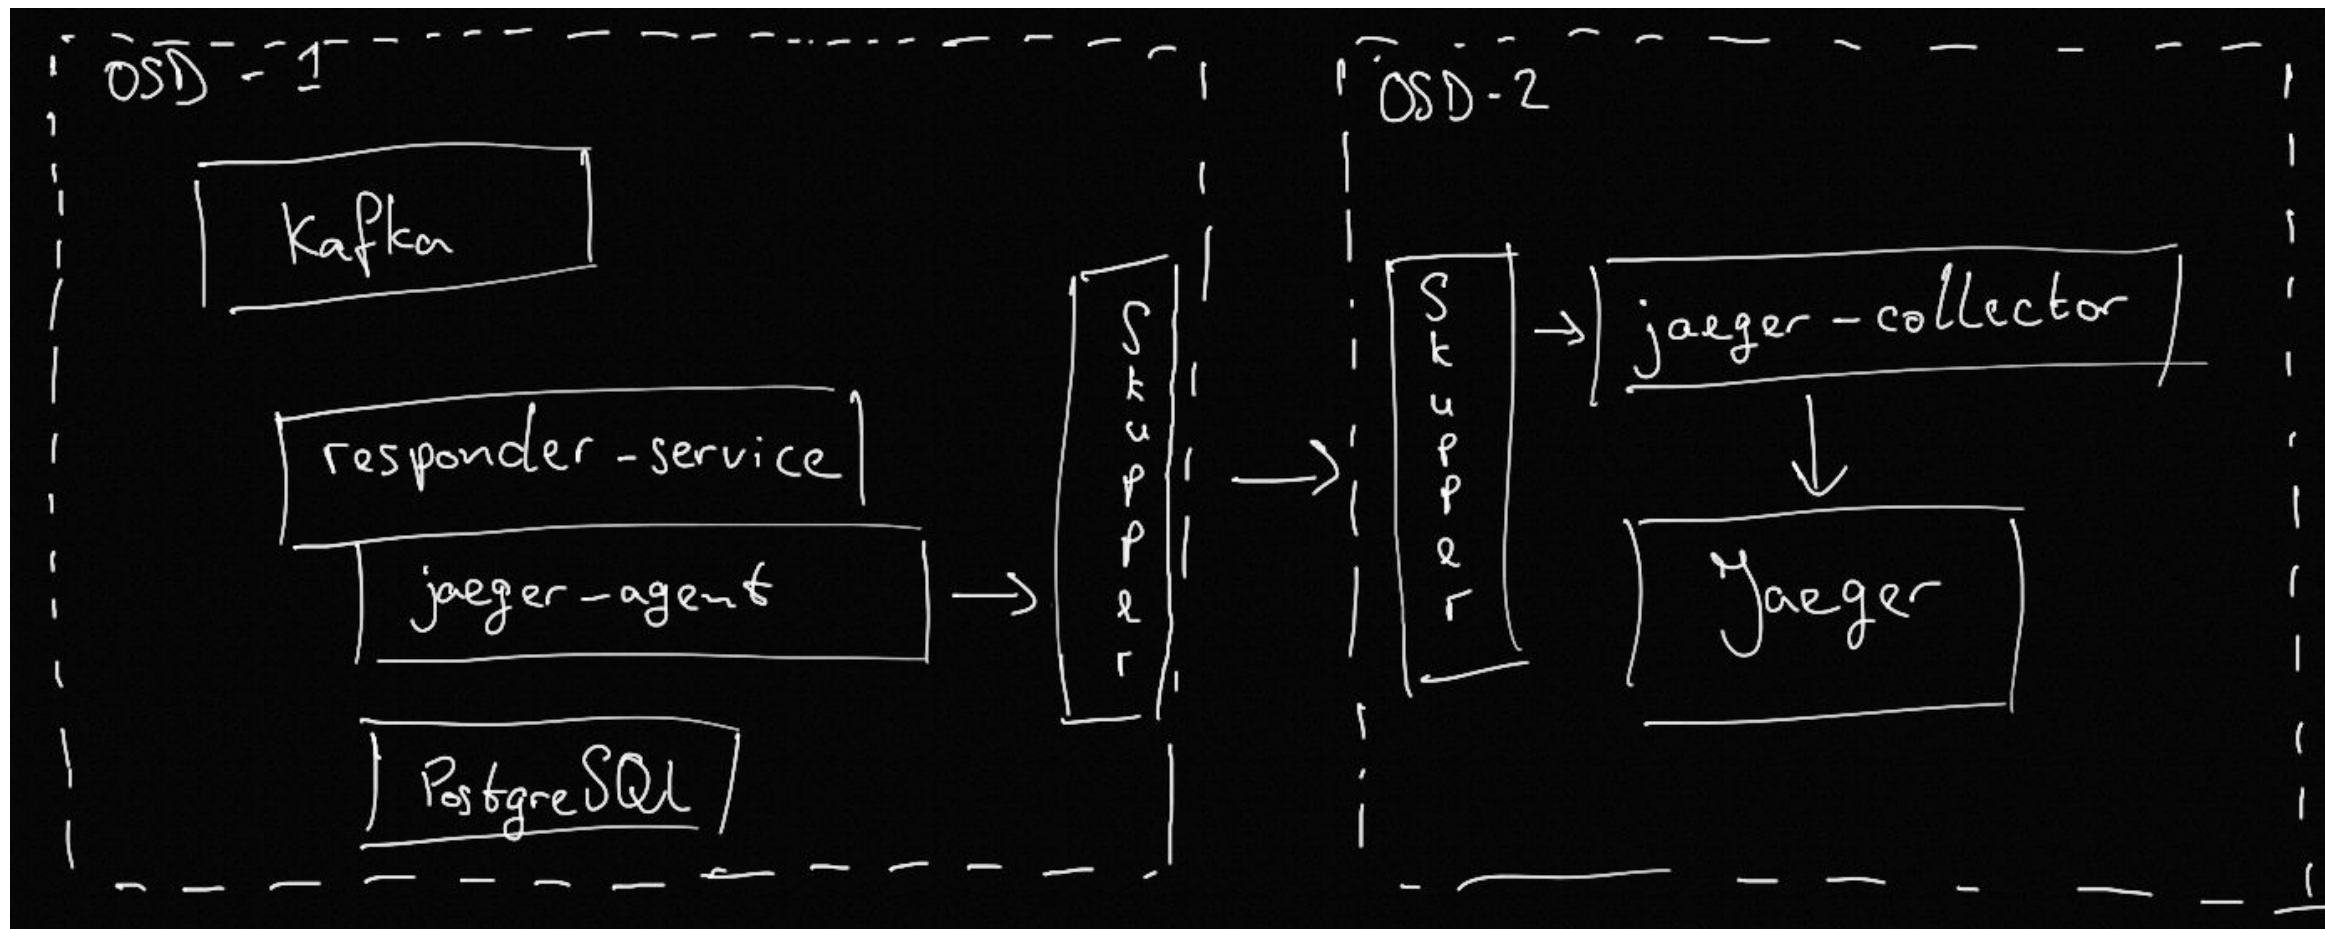 OSD - 1
Kafka
responder - service
jaeger - agent
PostgreSQL
Skupper
OSD - 2
Skupper
jaeger - collector
Jaeger